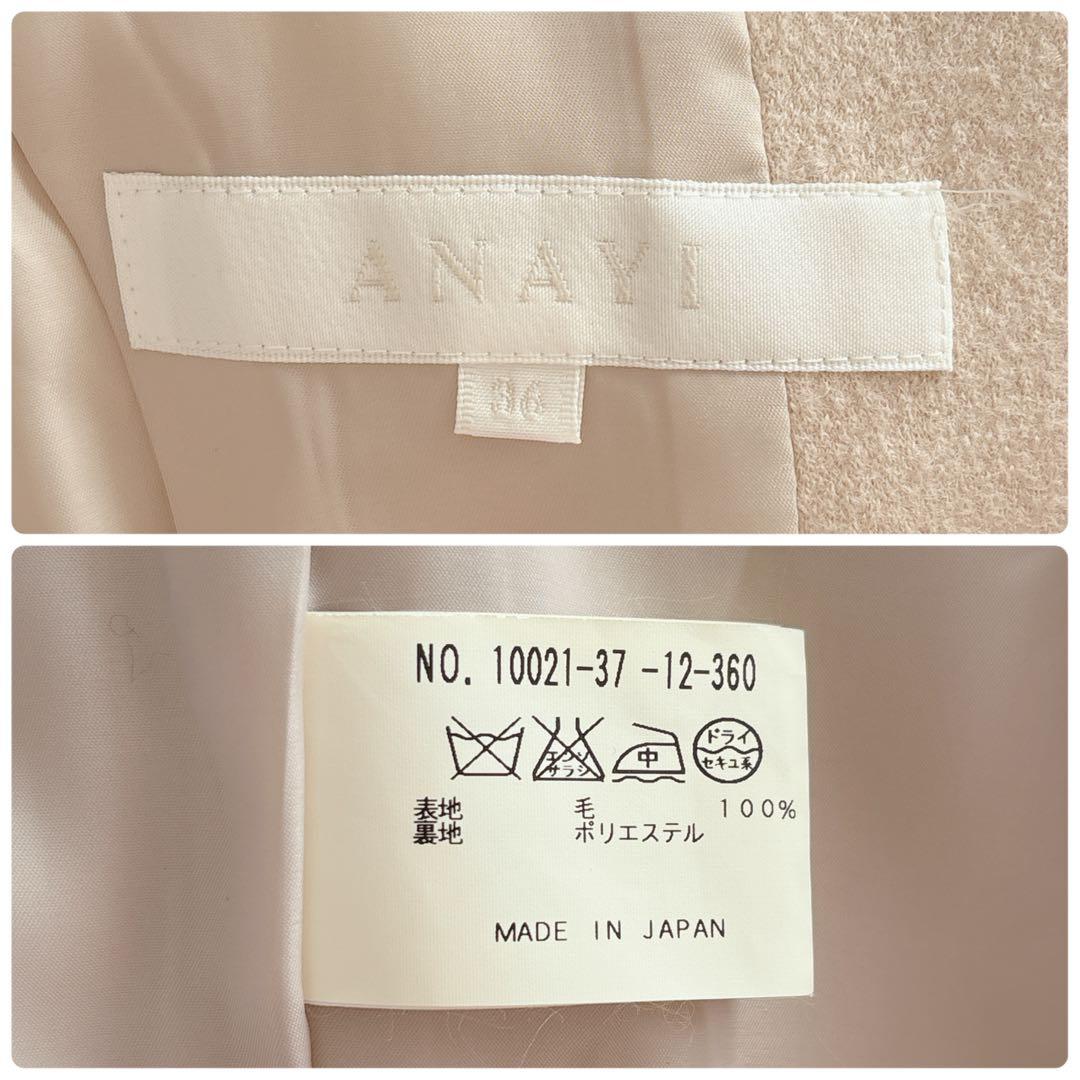 ANAYI
36
NO. 10021-37 -12-360
エンソ
サラシ
中
ドライ
セキユ系
表地 毛 100%
裏地 ポリエステル
MADE IN JAPAN